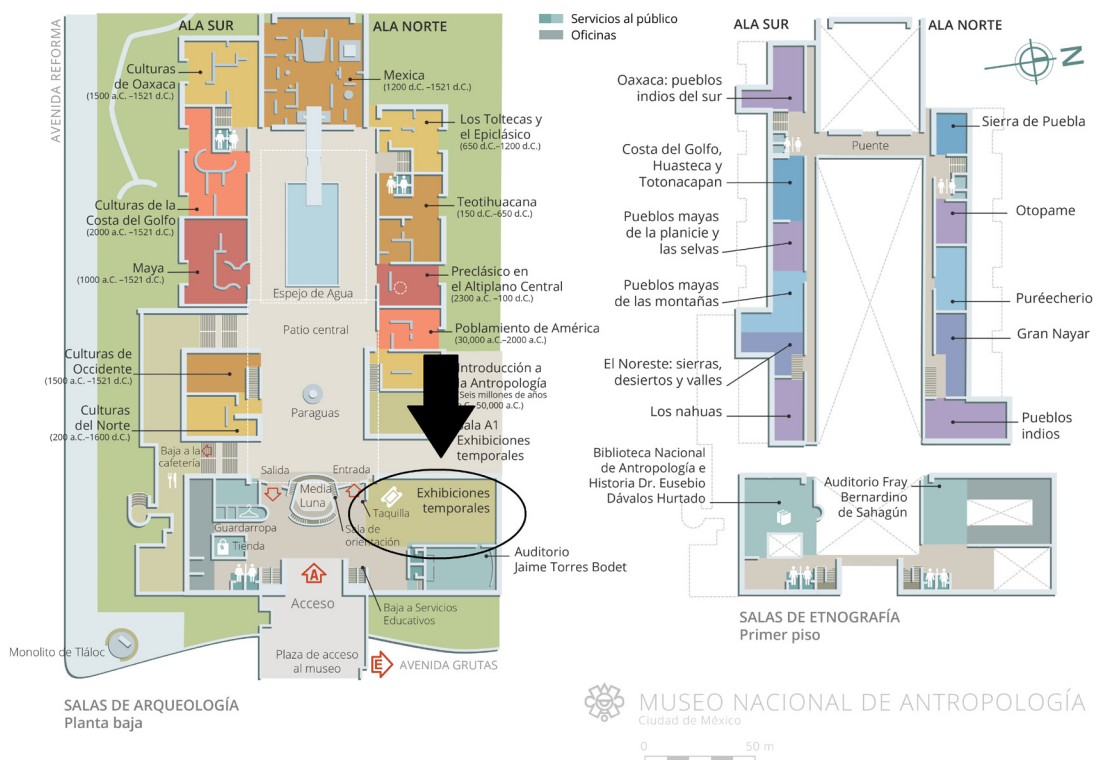 AVENIDA REFORMA
ALA SUR
ALA NORTE
Culturas
de Oaxaca
(1500 a.C. –1521 d.C.)
Mexica
(1200 d.C. –1521 d.C.)
Los Toltecas y
el Epiclásico
(650 d.C.–1200 d.C.)
Culturas de la
Costa del Golfo
(2000 a.C. –1521 d.C.)
Teotihuacana
(150 d.C.–650 d.C.)
Maya
(1000 a.C. –1521 d.C.)
Preclásico en
el Altiplano Central
(2300 a.C. –100 d.C.)
Espejo de Agua
Patio central
Poblamiento de América
(30,000 a.C.–2000 a.C.)
Culturas de
Occidente
(1500 a.C. –1521 d.C.)
Introducción a
la Antropología
Seis millones de años
50,000 a.C.)
Paraguas
Culturas
del Norte
(200 a.C.–1600 d.C.)
Sala A1
Exhibiciones
temporales
Baja a la
cafetería
Salida
Entrada
Media
Luna
Exhibiciones
temporales
Taquilla
Guardarropa
Sala de
orientación
Tienda
Auditorio
Jaime Torres Bodet
A
Acceso
Baja a Servicios
Educativos
Monolito de Tláloc
Plaza de acceso
al museo
E
AVENIDA GRUTAS
SALAS DE ARQUEOLOGÍA
Planta baja
Servicios al público
Oficinas
ALA SUR
ALA NORTE
N
Oaxaca: pueblos
indios del sur
Sierra de Puebla
Puente
Costa del Golfo,
Huasteca y
Totonacapan
Otopame
Pueblos mayas
de la planicie y
las selvas
Pueblos mayas
de las montañas
Puréecherio
Gran Nayar
El Noreste: sierras,
desiertos y valles
Los nahuas
Pueblos
indios
Biblioteca Nacional
de Antropología e
Historia Dr. Eusebio
Dávalos Hurtado
Auditorio Fray
Bernardino
de Sahagún
SALAS DE ETNOGRAFÍA
Primer piso
MUSEO NACIONAL DE ANTROPOLOGÍA
Ciudad de México
0 50 m